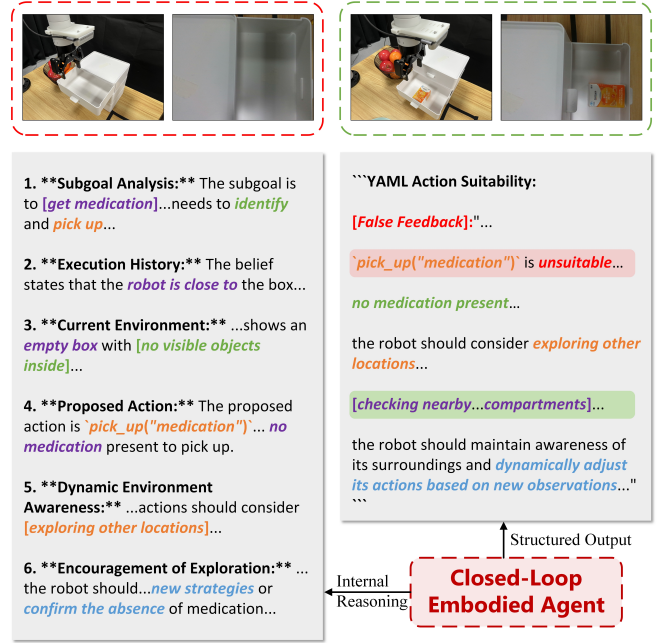 1. **Subgoal Analysis:** The subgoal is
to [get medication]...needs to identify
and pick up...
2. **Execution History:** The belief
states that the robot is close to the box...
3. **Current Environment:** ...shows an
empty box with [no visible objects
inside]...
4. **Proposed Action:** The proposed
action is `pick_up("medication")`... no
medication present to pick up.
5. **Dynamic Environment
Awareness:** ...actions should consider
[exploring other locations]...
6. **Encouragement of Exploration:** ...
the robot should...new strategies or
confirm the absence of medication...
```YAML Action Suitability:
[False Feedback]:"...
`pick_up("medication")` is unsuitable...
no medication present...
the robot should consider exploring other
locations...
[checking nearby...compartments]...
the robot should maintain awareness of
its surroundings and dynamically adjust
its actions based on new observations..."
```
Structured Output
Internal
Reasoning
Closed-Loop
Embodied Agent